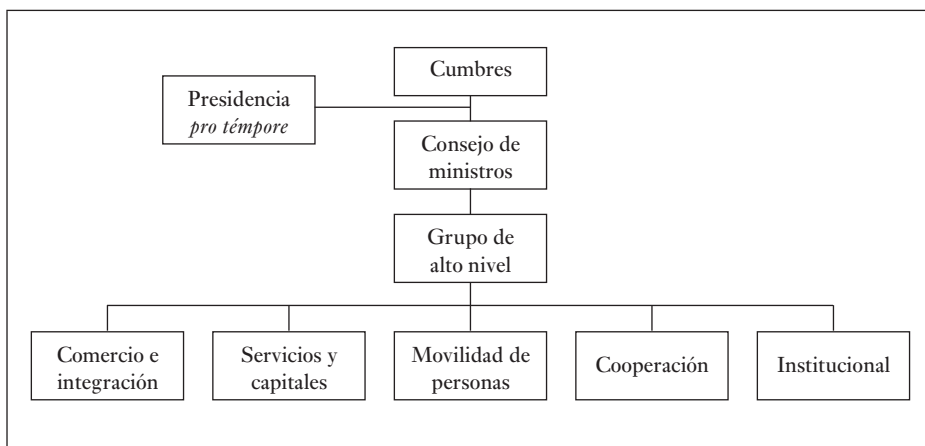 Cumbres
Presidencia
pro témpore
Consejo de
ministros
Grupo de
alto nivel
Comercio e
integración
Servicios y
capitales
Movilidad de
personas
Cooperación
Institucional